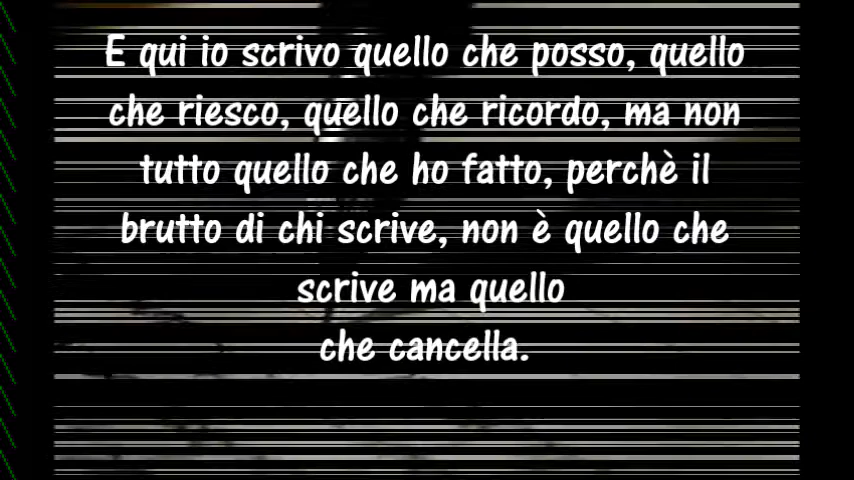 E qui io scrivo quello che posso, quello
che riesco, quello che ricordo, ma non
tutto quello che ho fatto, perchè il
brutto di chi scrive, non è quello che
scrive ma quello
che cancella.